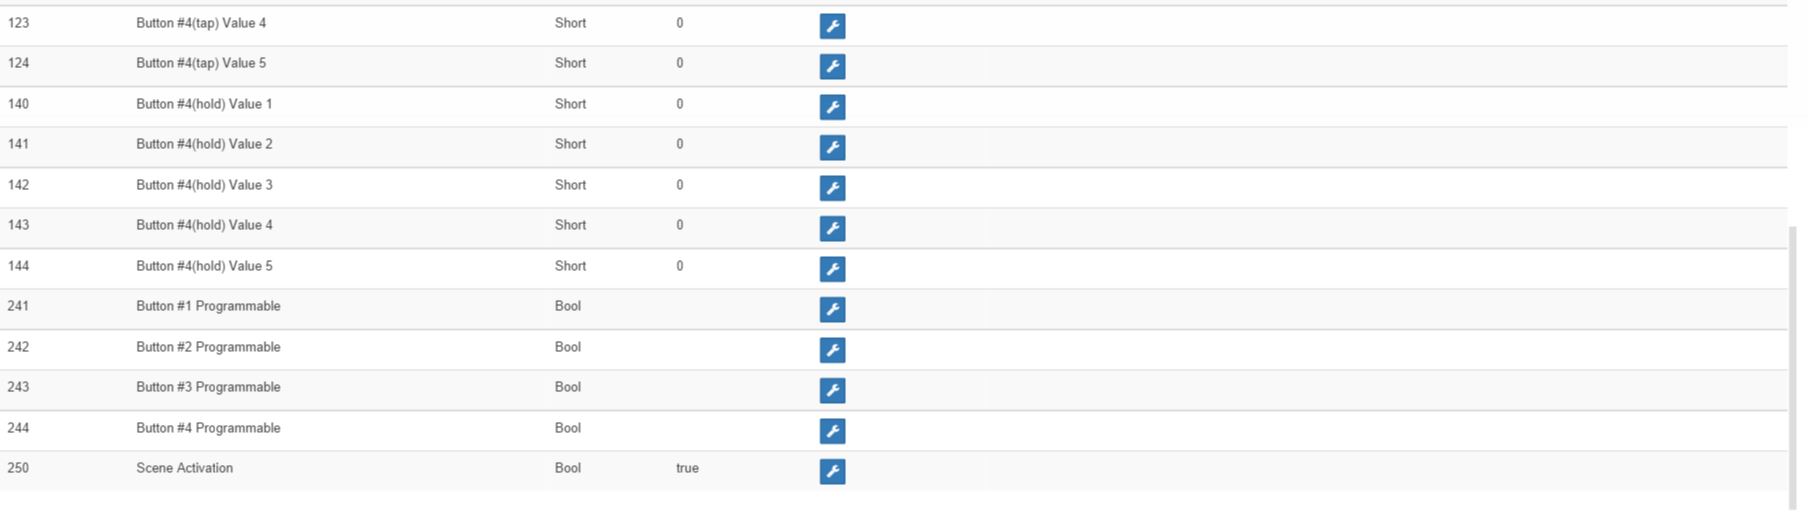 123 Button #4(tap) Value 4 Short 0
124 Button #4(tap) Value 5 Short 0
140 Button #4(hold) Value 1 Short 0
141 Button #4(hold) Value 2 Short 0
142 Button #4(hold) Value 3 Short 0
143 Button #4(hold) Value 4 Short 0
144 Button #4(hold) Value 5 Short 0
241 Button #1 Programmable Bool
242 Button #2 Programmable Bool
243 Button #3 Programmable Bool
244 Button #4 Programmable Bool
250 Scene Activation Bool true